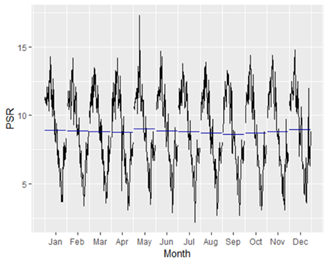 15
10
5
PSR
Jan Feb Mar Apr May Jun Jul Aug Sep Oct Nov Dec
Month